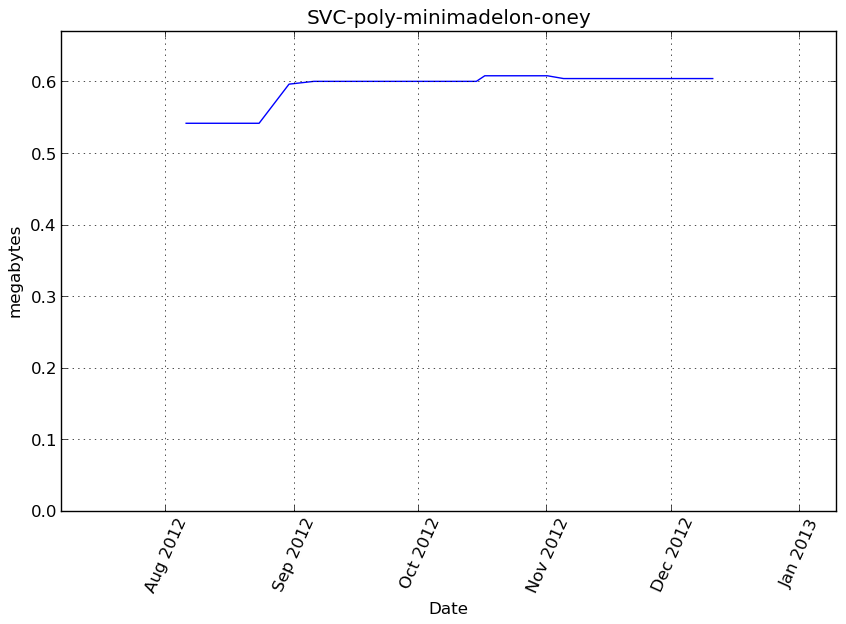 SVC-poly-minimadelon-oney
0.6
0.5
0.4
0.3
0.2
0.1
0.0
megabytes
Aug 2012
Sep 2012
Oct 2012
Nov 2012
Dec 2012
Jan 2013
Date